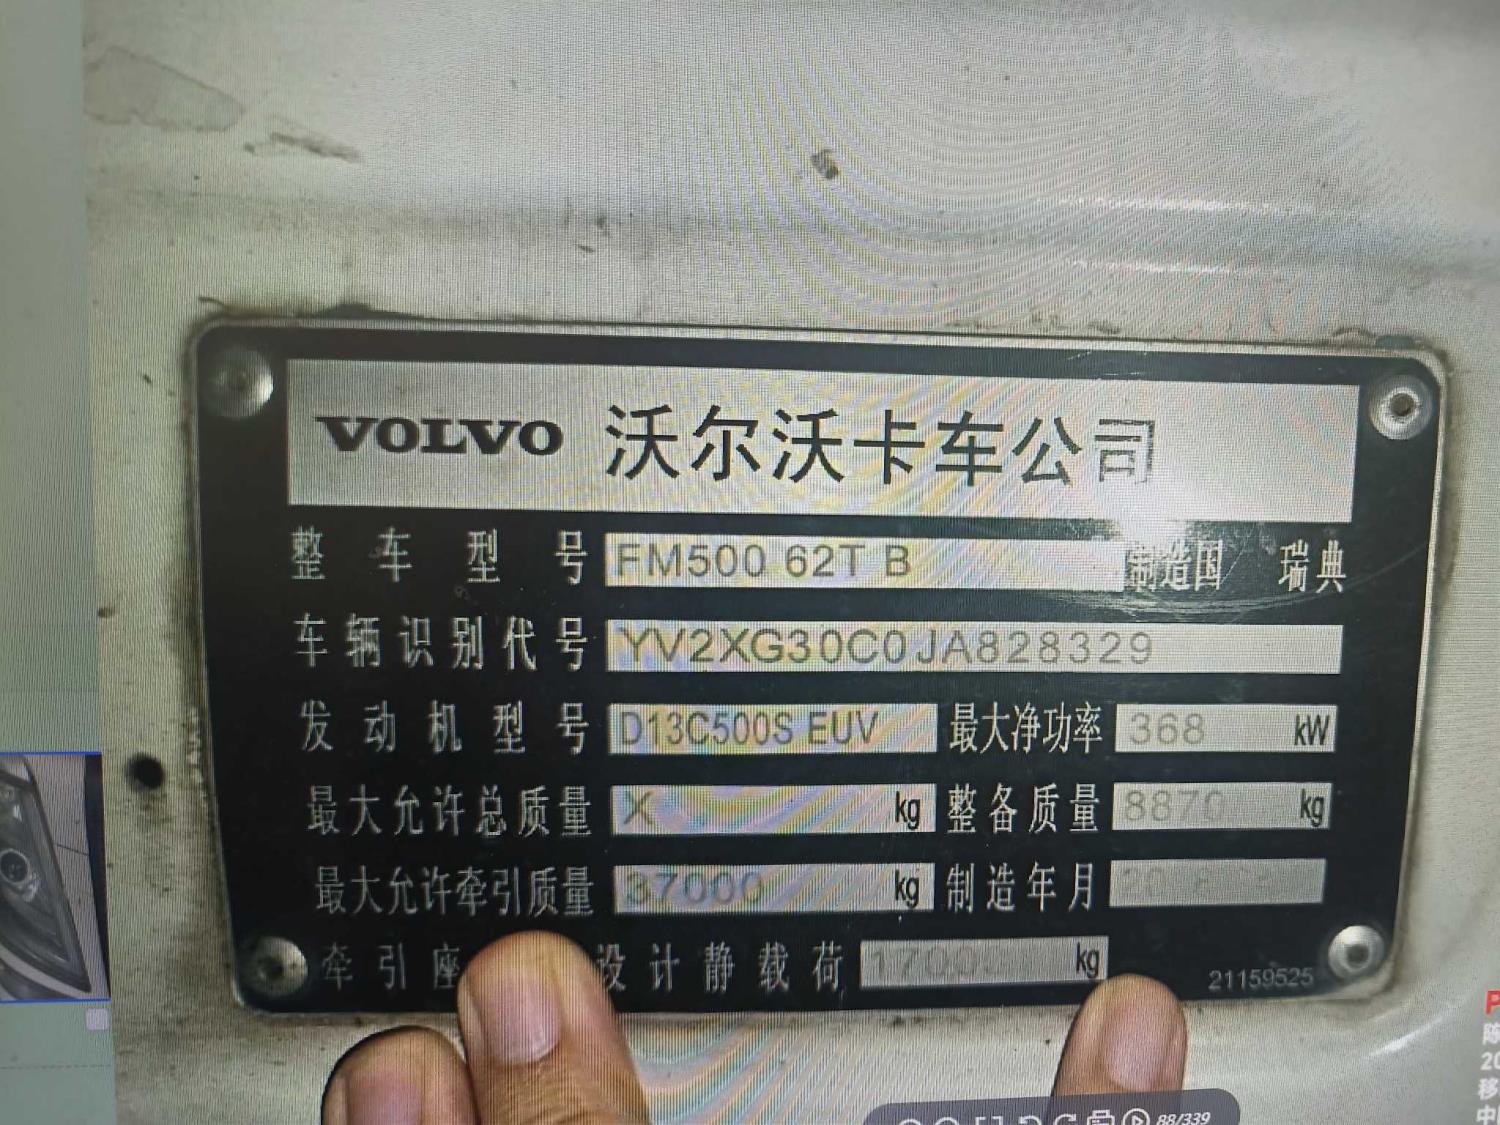 VOLVO 沃尔沃卡车公司
整车型号 FM500 62T B 制造国 瑞典
车辆识别代号 YV2XG30C0JA828329
发动机型号 D13C500S EUV 最大净功率 368 kW
最大允许总质量 X kg 整备质量 8870 kg
最大允许牵引质量 37000 kg 制造年月
牵引座 设计静载荷 kg 21159525
88/339